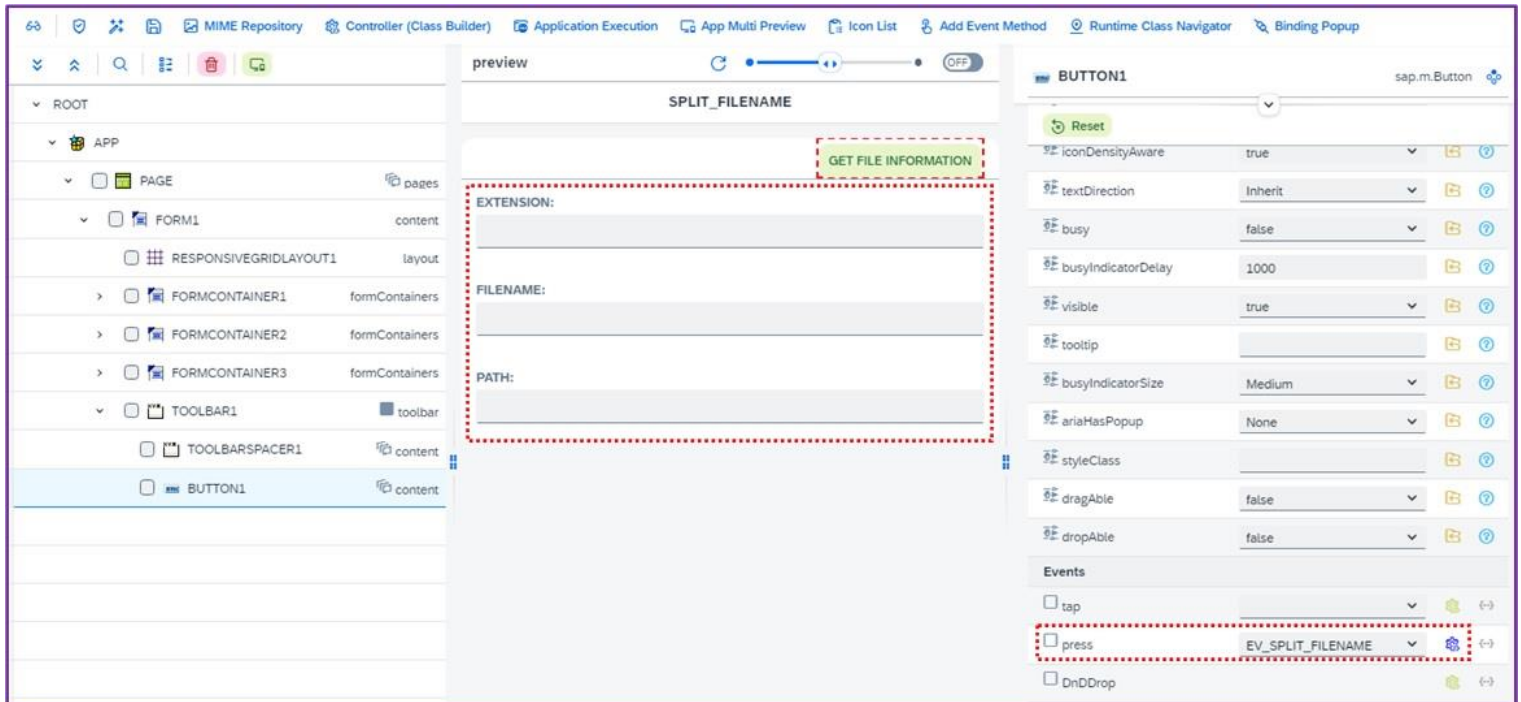 MIME Repository Controller (Class Builder) Application Execution App Multi Preview Icon List Add Event Method Runtime Class Navigator Binding Popup
ROOT
APP
PAGE pages
FORM1 content
RESPONSIVEGRIDLAYOUT1 layout
FORMCONTAINER1 formContainers
FORMCONTAINER2 formContainers
FORMCONTAINER3 formContainers
TOOLBAR1 toolbar
TOOLBARSPACER1 content
BUTTON1 content
preview OFF
SPLIT_FILENAME
GET FILE INFORMATION
EXTENSION:
FILENAME:
PATH:
BUTTON1 sap.m.Button
Reset
iconDensityAware true
textDirection Inherit
busy false
busyIndicatorDelay 1000
visible true
tooltip
busyIndicatorSize Medium
ariaHasPopup None
styleClass
dragAble false
dropAble false
Events
tap
press EV_SPLIT_FILENAME
DnDDrop